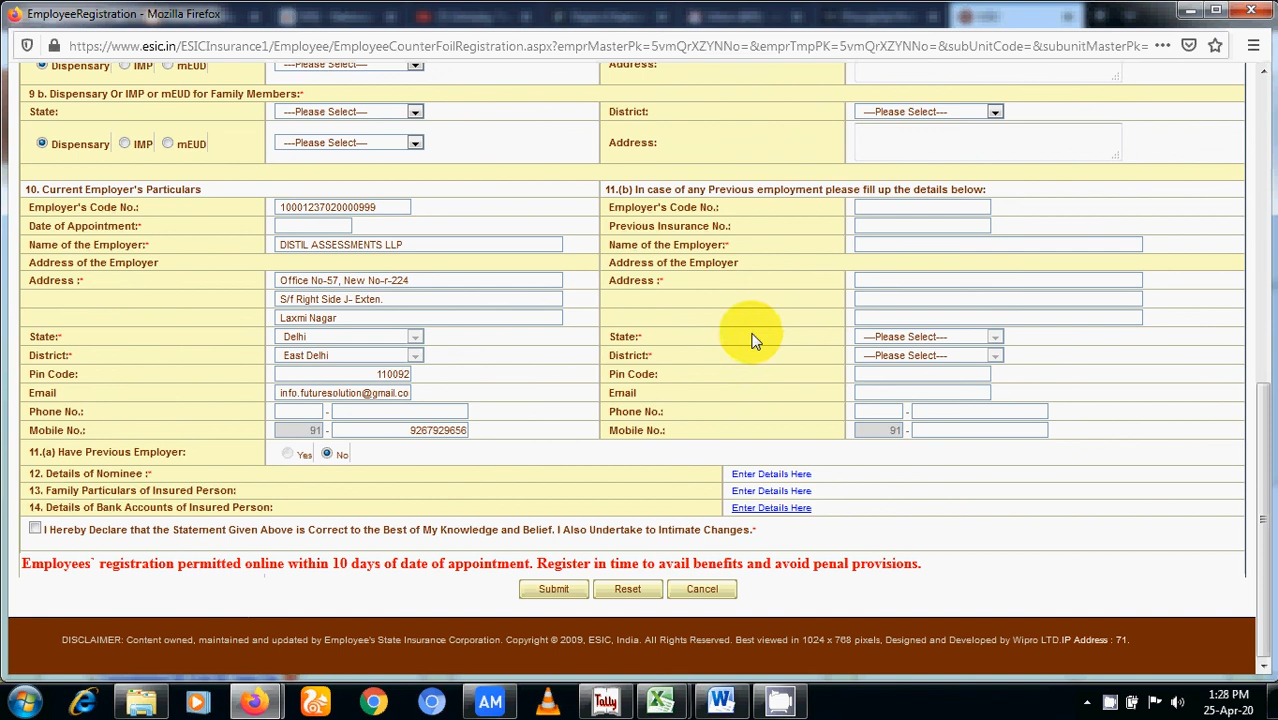 EmployeeRegistration - Mozilla Firefox
https://www.esic.in/ESICInsurance1/Employee/EmployeeCounterFoilRegistration.aspx?emprMasterPk=5vmQrXZYNNo=&emprTmpPK=5vmQrXZYNNo=&subUnitCode=&subunitMasterPk=
Dispensary IMP mEUD ---Please Select--- Address:
9 b. Dispensary Or IMP or mEUD for Family Members:*
State: ---Please Select--- District: ---Please Select---
Dispensary IMP mEUD ---Please Select--- Address:
10. Current Employer's Particulars 11.(b) In case of any Previous employment please fill up the details below:
Employer's Code No.: 10001237020000999 Employer's Code No.:
Date of Appointment:* Previous Insurance No.:
Name of the Employer:* DISTIL ASSESSMENTS LLP Name of the Employer:*
Address of the Employer Address of the Employer
Address :* Office No-57, New No-r-224 Address :*
S/f Right Side J- Exten.
Laxmi Nagar
State:* Delhi State:* ---Please Select---
District:* East Delhi District:* ---Please Select---
Pin Code: 110092 Pin Code:
Email info.futuresolution@gmail.co Email
Phone No.: - Phone No.: -
Mobile No.: 91 - 9267929656 Mobile No.: 91 -
11.(a) Have Previous Employer: Yes No
12. Details of Nominee :* Enter Details Here
13. Family Particulars of Insured Person: Enter Details Here
14. Details of Bank Accounts of Insured Person: Enter Details Here
I Hereby Declare that the Statement Given Above is Correct to the Best of My Knowledge and Belief. I Also Undertake to Intimate Changes.*
Employees` registration permitted online within 10 days of date of appointment. Register in time to avail benefits and avoid penal provisions.
Submit Reset Cancel
DISCLAIMER: Content owned, maintained and updated by Employee's State Insurance Corporation. Copyright © 2009, ESIC, India. All Rights Reserved. Best viewed in 1024 x 768 pixels, Designed and Developed by Wipro LTD.IP Address : 71.
AM
Tally
1:28 PM
25-Apr-20